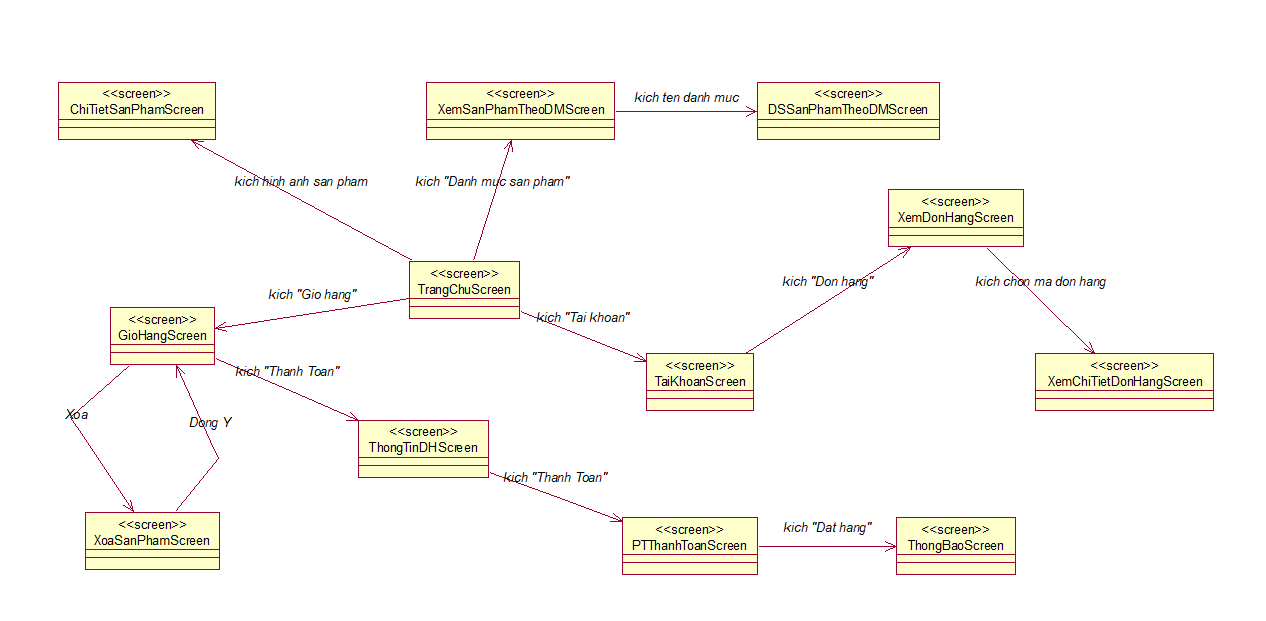 <<screen>>
ChiTietSanPhamScreen
<<screen>>
XemSanPhamTheoDMScreen
kich ten danh muc
<<screen>>
DSSanPhamTheoDMScreen
kich hinh anh san pham
kich "Danh muc san pham"
<<screen>>
XemDonHangScreen
<<screen>>
TrangChuScreen
kich "Don hang"
kich chon ma don hang
kich "Gio hang"
<<screen>>
GioHangScreen
kich "Tai khoan"
<<screen>>
TaiKhoanScreen
<<screen>>
XemChiTietDonHangScreen
kich "Thanh Toan"
Xoa
Dong Y
<<screen>>
ThongTinDHScreen
kich "Thanh Toan"
<<screen>>
XoaSanPhamScreen
<<screen>>
PTThanhToanScreen
kich "Dat hang"
<<screen>>
ThongBaoScreen